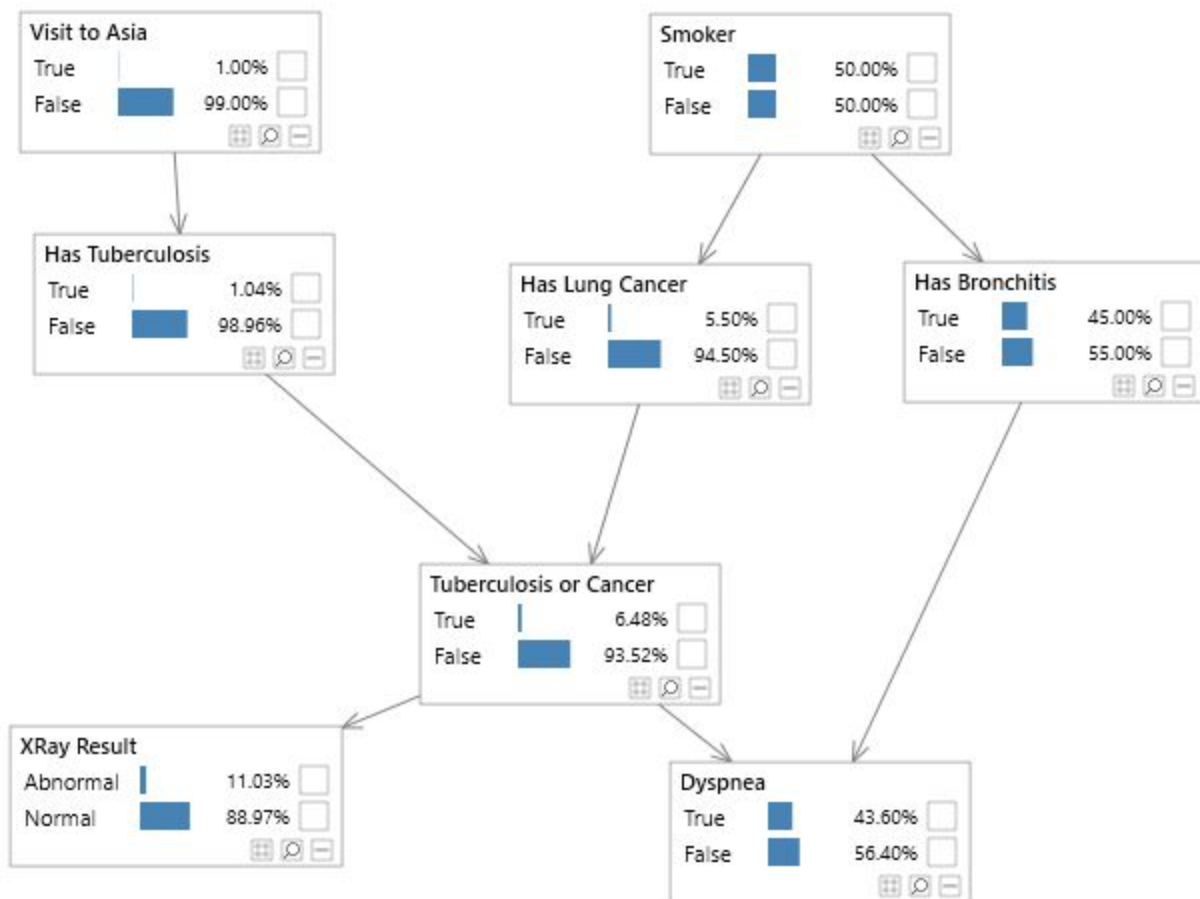 Visit to Asia
True 1.00%
False 99.00%
Smoker
True 50.00%
False 50.00%
Has Tuberculosis
True 1.04%
False 98.96%
Has Lung Cancer
True 5.50%
False 94.50%
Has Bronchitis
True 45.00%
False 55.00%
Tuberculosis or Cancer
True 6.48%
False 93.52%
XRay Result
Abnormal 11.03%
Normal 88.97%
Dyspnea
True 43.60%
False 56.40%